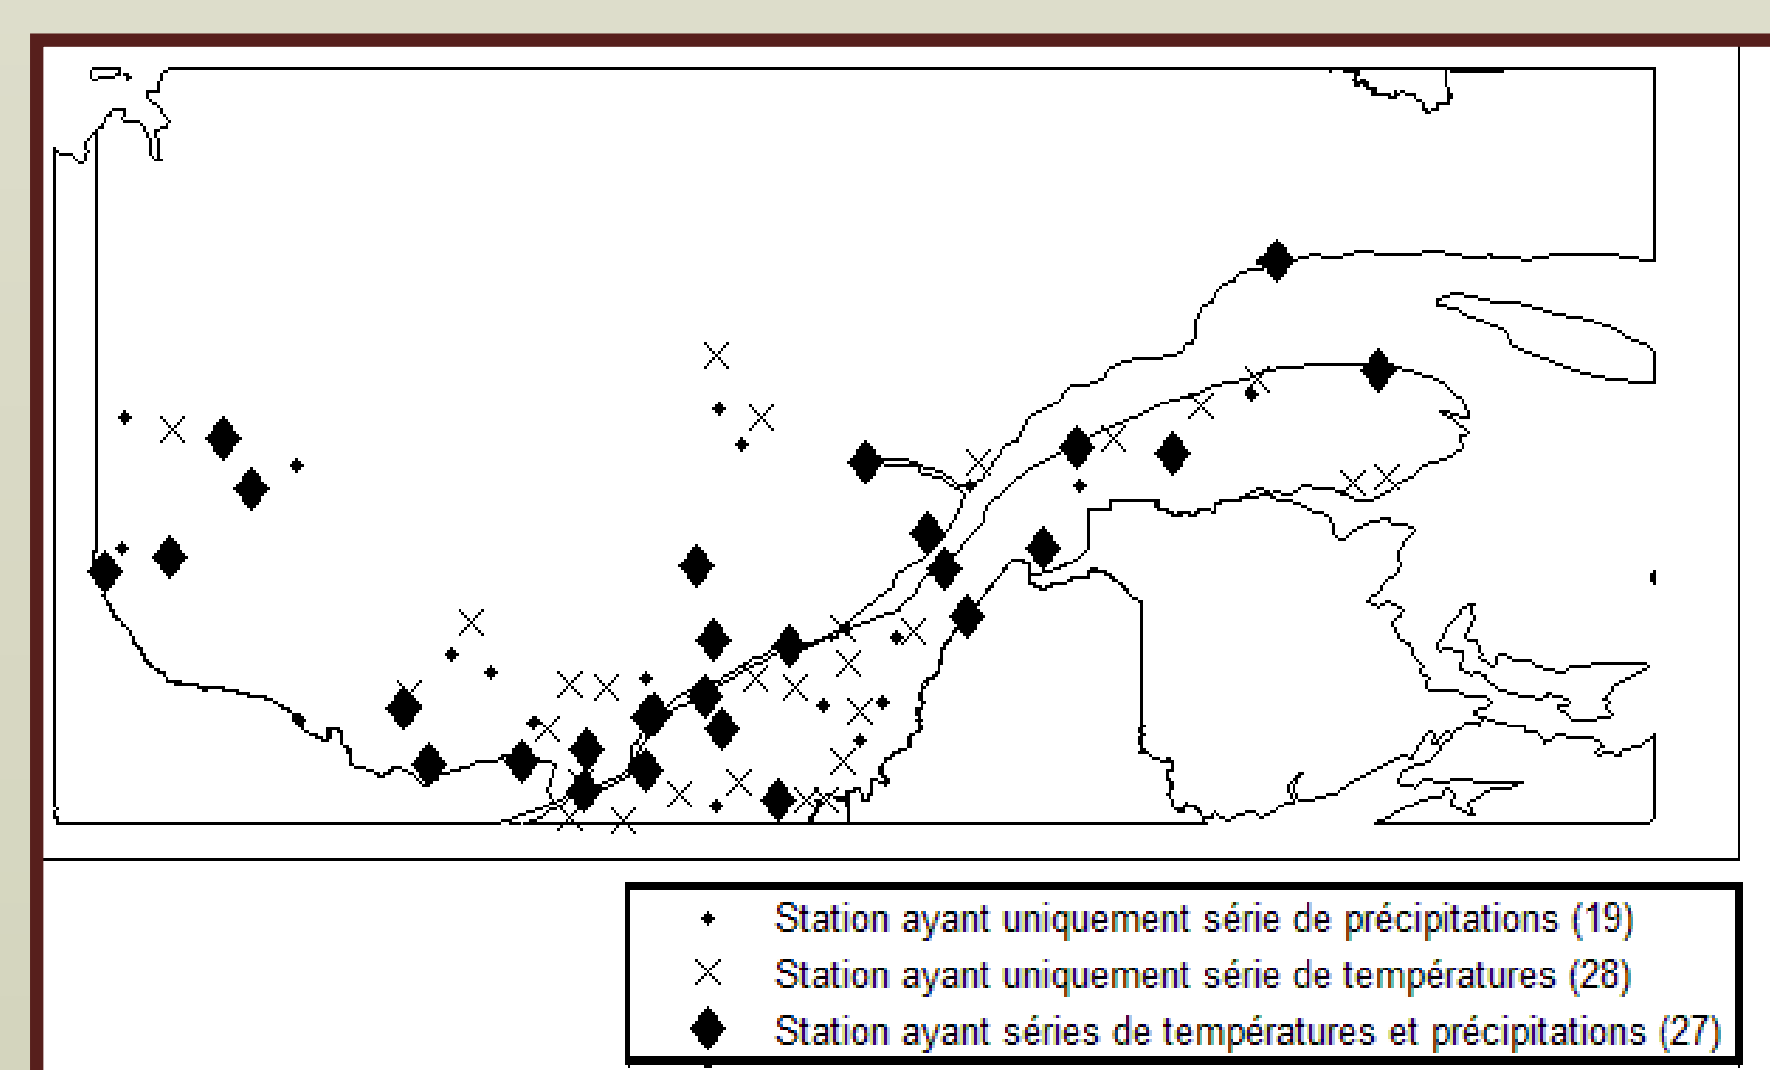 Station ayant uniquement série de précipitations (19)
Station ayant uniquement série de températures (28)
Station ayant séries de températures et précipitations (27)